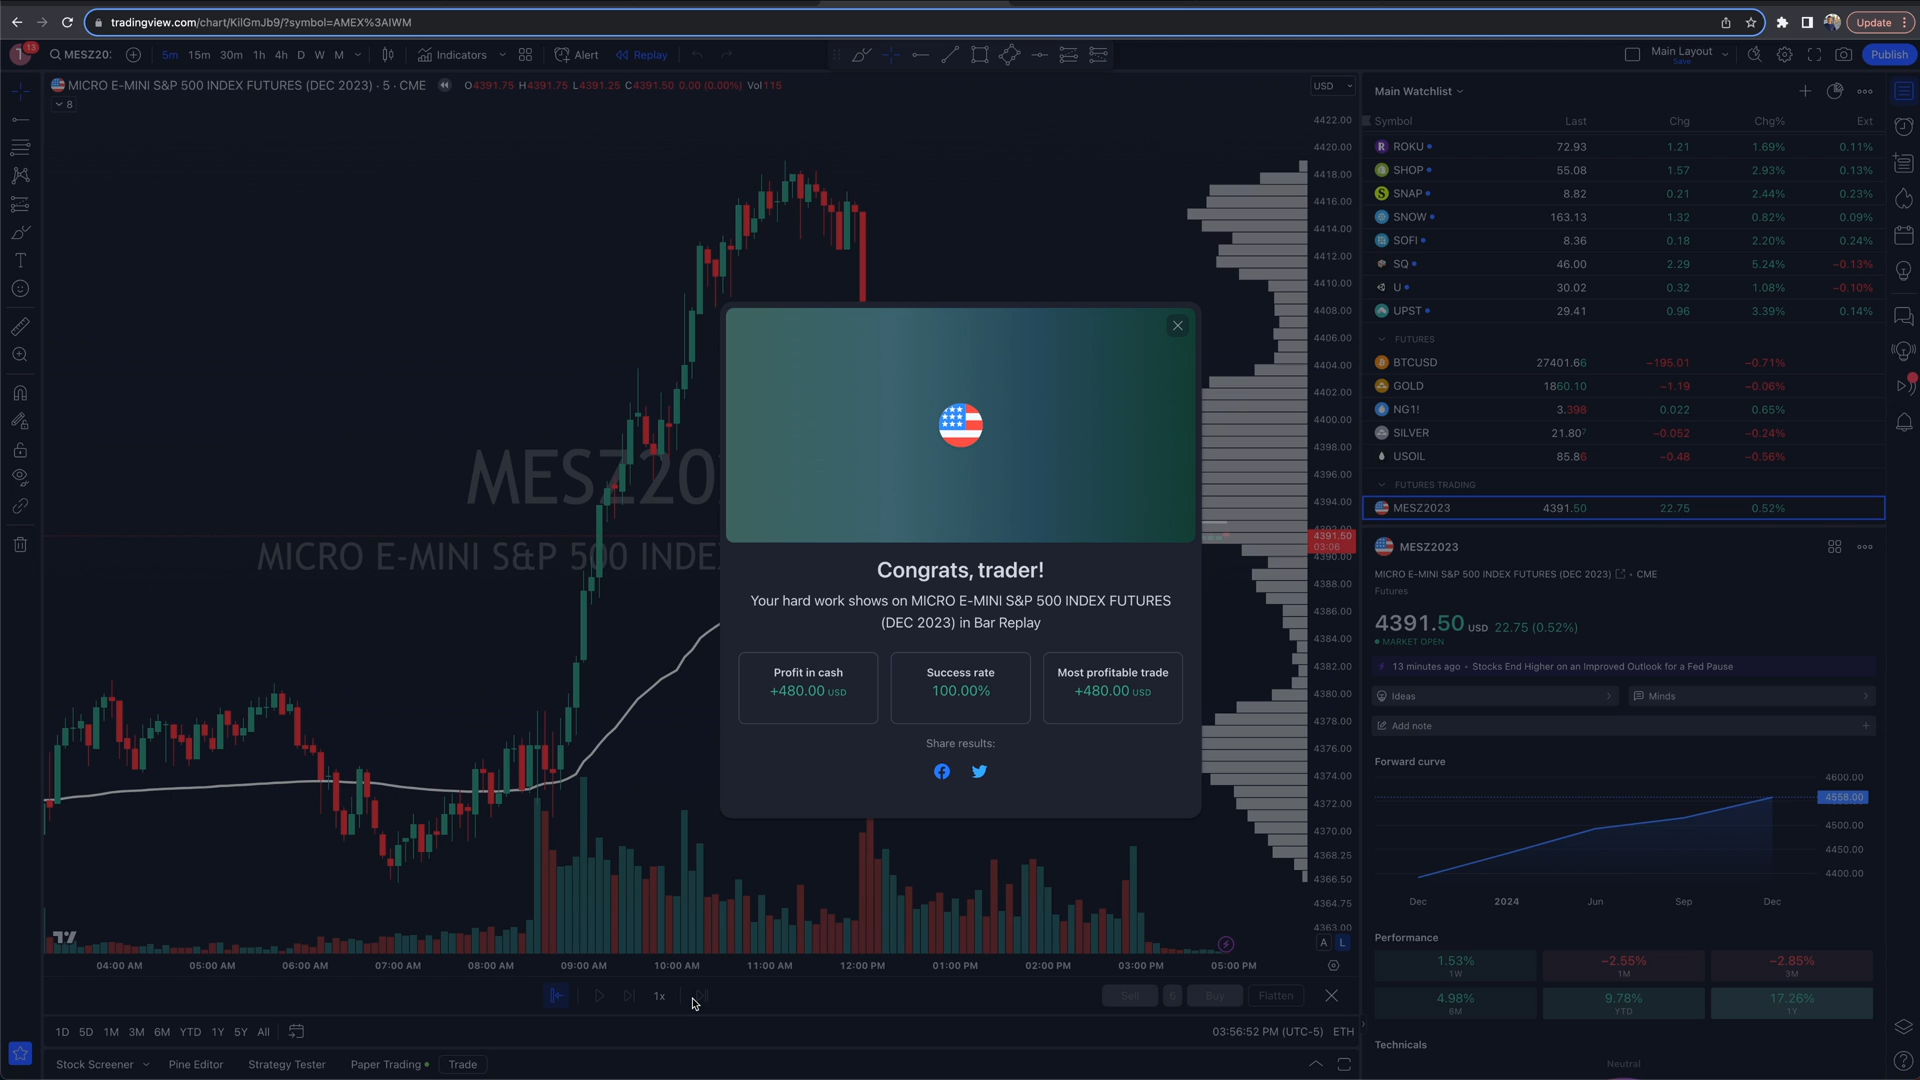 tradingview.com/chart/KilGmJb9/?symbol=AMEX%3AIWM
Update
13
MESZ20:
5m 15m 30m 1h 4h D W M
Indicators
Alert
Replay
Main Layout
Save
Publish
MICRO E-MINI S&P 500 INDEX FUTURES (DEC 2023) · 5 · CME
O4391.75 H4391.75 L4391.25 C4391.50 0.00 (0.00%) Vol115
8
USD
4422.00
4420.00
4418.00
4416.00
4414.00
4412.00
4410.00
4408.00
4406.00
4404.00
4402.00
4400.00
4398.00
4396.00
4394.00
4391.50
03:06
4390.00
4388.00
4386.00
4384.00
4382.00
4380.00
4378.00
4376.00
4374.00
4372.00
4370.00
4368.25
4366.50
4364.75
4363.00
A L
MESZ20
MICRO E-MINI S&P 500 INDE
Congrats, trader!
Your hard work shows on MICRO E-MINI S&P 500 INDEX FUTURES
(DEC 2023) in Bar Replay
Profit in cash
+480.00 USD
Success rate
100.00%
Most profitable trade
+480.00 USD
Share results:
04:00 AM 05:00 AM 06:00 AM 07:00 AM 08:00 AM 09:00 AM 10:00 AM 11:00 AM 12:00 PM 01:00 PM 02:00 PM 03:00 PM 05:00 PM
1x
Sell 6 Buy Flatten
1D 5D 1M 3M 6M YTD 1Y 5Y All
03:56:52 PM (UTC-5) ETH
Stock Screener Pine Editor Strategy Tester Paper Trading Trade
Main Watchlist
Symbol Last Chg Chg% Ext
ROKU 72.93 1.21 1.69% 0.11%
SHOP 55.08 1.57 2.93% 0.13%
SNAP 8.82 0.21 2.44% 0.23%
SNOW 163.13 1.32 0.82% 0.09%
SOFI 8.36 0.18 2.20% 0.24%
SQ 46.00 2.29 5.24% −0.13%
U 30.02 0.32 1.08% −0.10%
UPST 29.41 0.96 3.39% 0.14%
FUTURES
BTCUSD 27401.66 −195.01 −0.71%
GOLD 1860.10 −1.19 −0.06%
NG1! 3.398 0.022 0.65%
SILVER 21.807 −0.052 −0.24%
USOIL 85.86 −0.48 −0.56%
FUTURES TRADING
MESZ2023 4391.50 22.75 0.52%
MESZ2023
MICRO E-MINI S&P 500 INDEX FUTURES (DEC 2023) • CME
Futures
4391.50 USD 22.75 (0.52%)
MARKET OPEN
13 minutes ago • Stocks End Higher on an Improved Outlook for a Fed Pause
Ideas
Minds
Add note
Forward curve
4600.00
4558.00
4500.00
4450.00
4400.00
Dec 2024 Jun Sep Dec
Performance
1.53%
1W
−2.55%
1M
−2.85%
3M
4.98%
6M
9.78%
YTD
17.26%
1Y
Technicals
Neutral